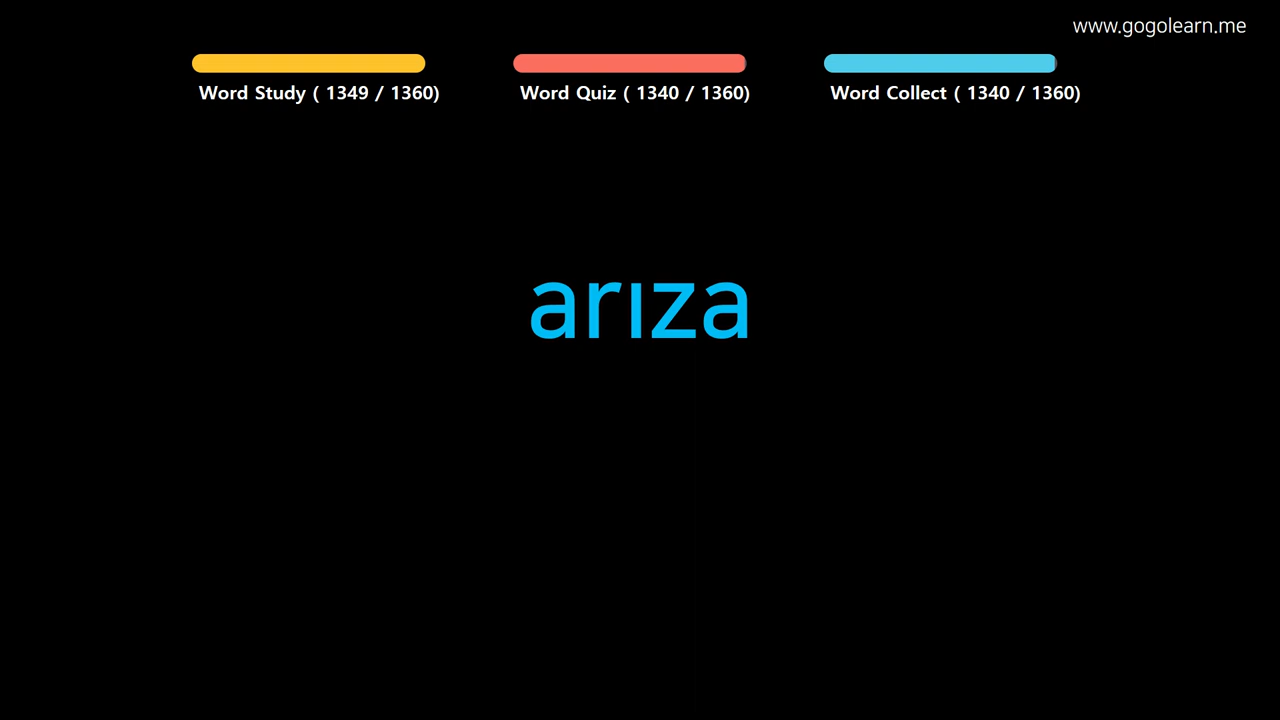 www.gogolearn.me
Word Study ( 1349 / 1360)
Word Quiz ( 1340 / 1360)
Word Collect ( 1340 / 1360)
arıza